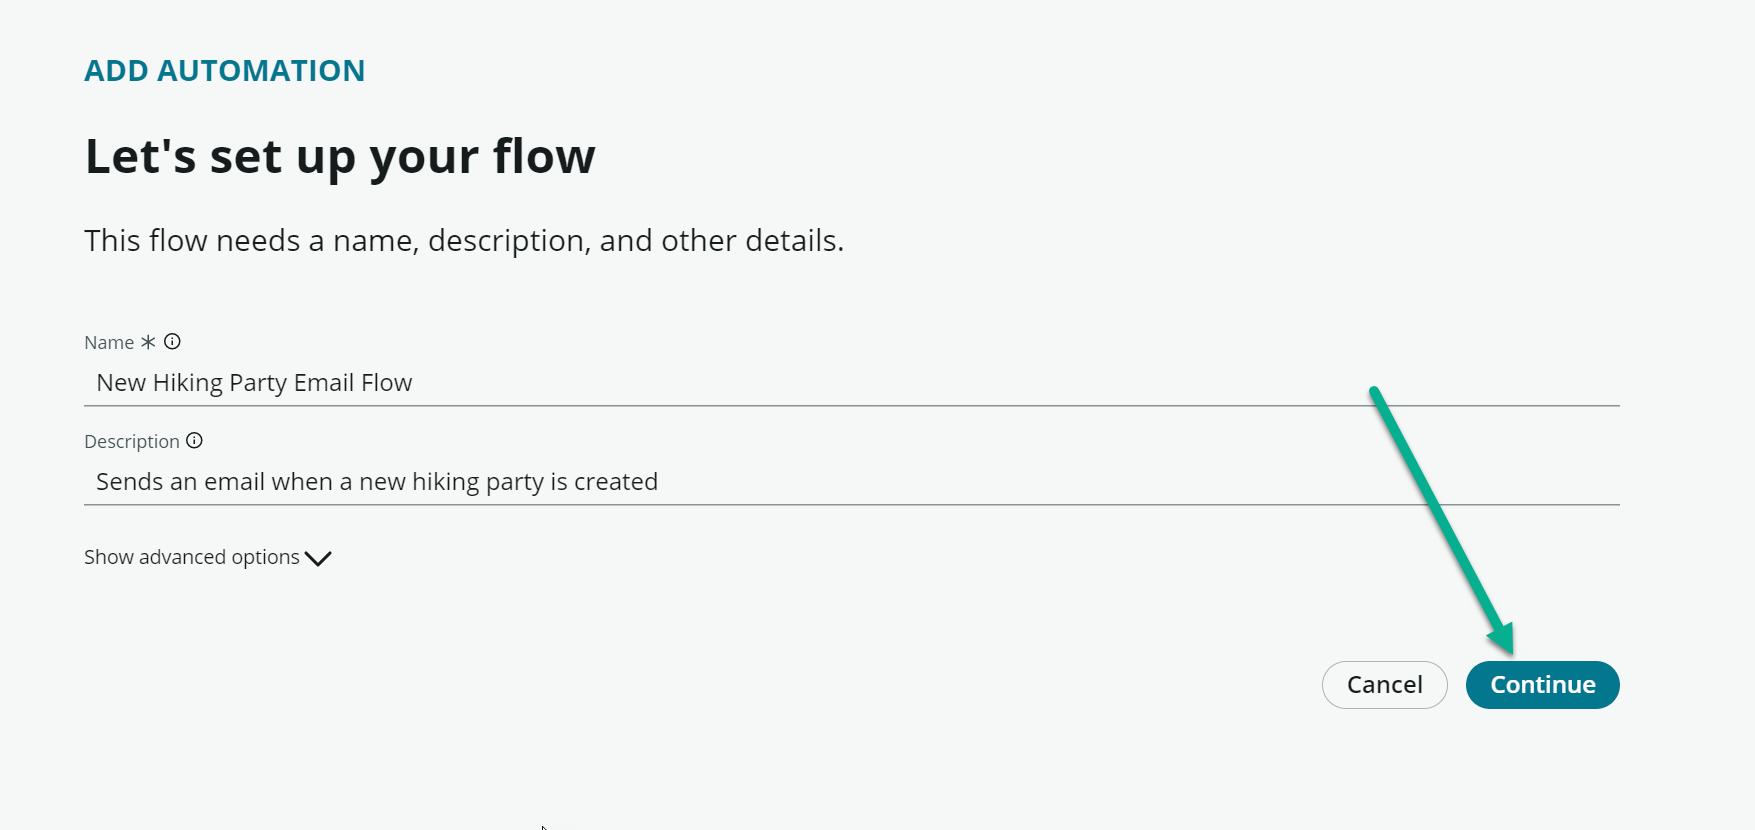 ADD AUTOMATION
Let's set up your flow
This flow needs a name, description, and other details.
Name *
New Hiking Party Email Flow
Description
Sends an email when a new hiking party is created
Show advanced options
Cancel
Continue